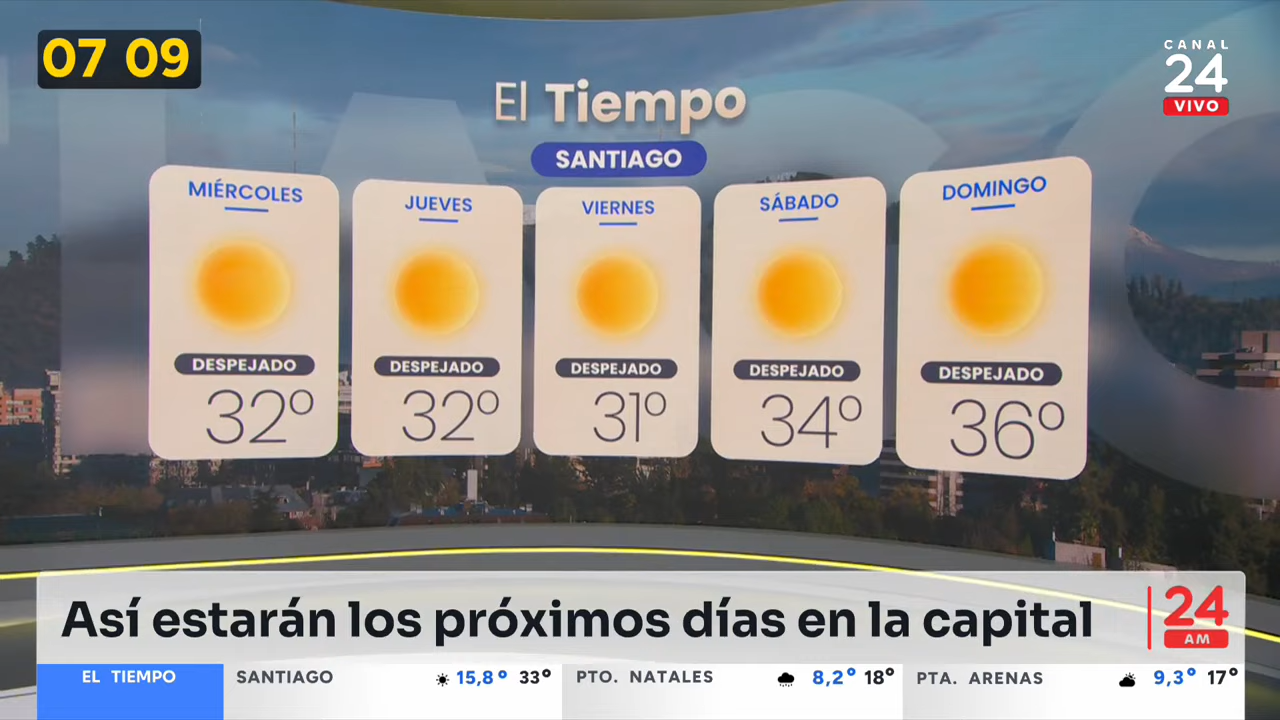 07 09
CANAL
24
VIVO
El Tiempo
SANTIAGO
MIÉRCOLES
DESPEJADO
32°
JUEVES
DESPEJADO
32°
VIERNES
DESPEJADO
31°
SÁBADO
DESPEJADO
34°
DOMINGO
DESPEJADO
36°
Así estarán los próximos días en la capital
24
AM
EL TIEMPO
SANTIAGO 15,8° 33°
PTO. NATALES 8,2° 18°
PTA. ARENAS 9,3° 17°